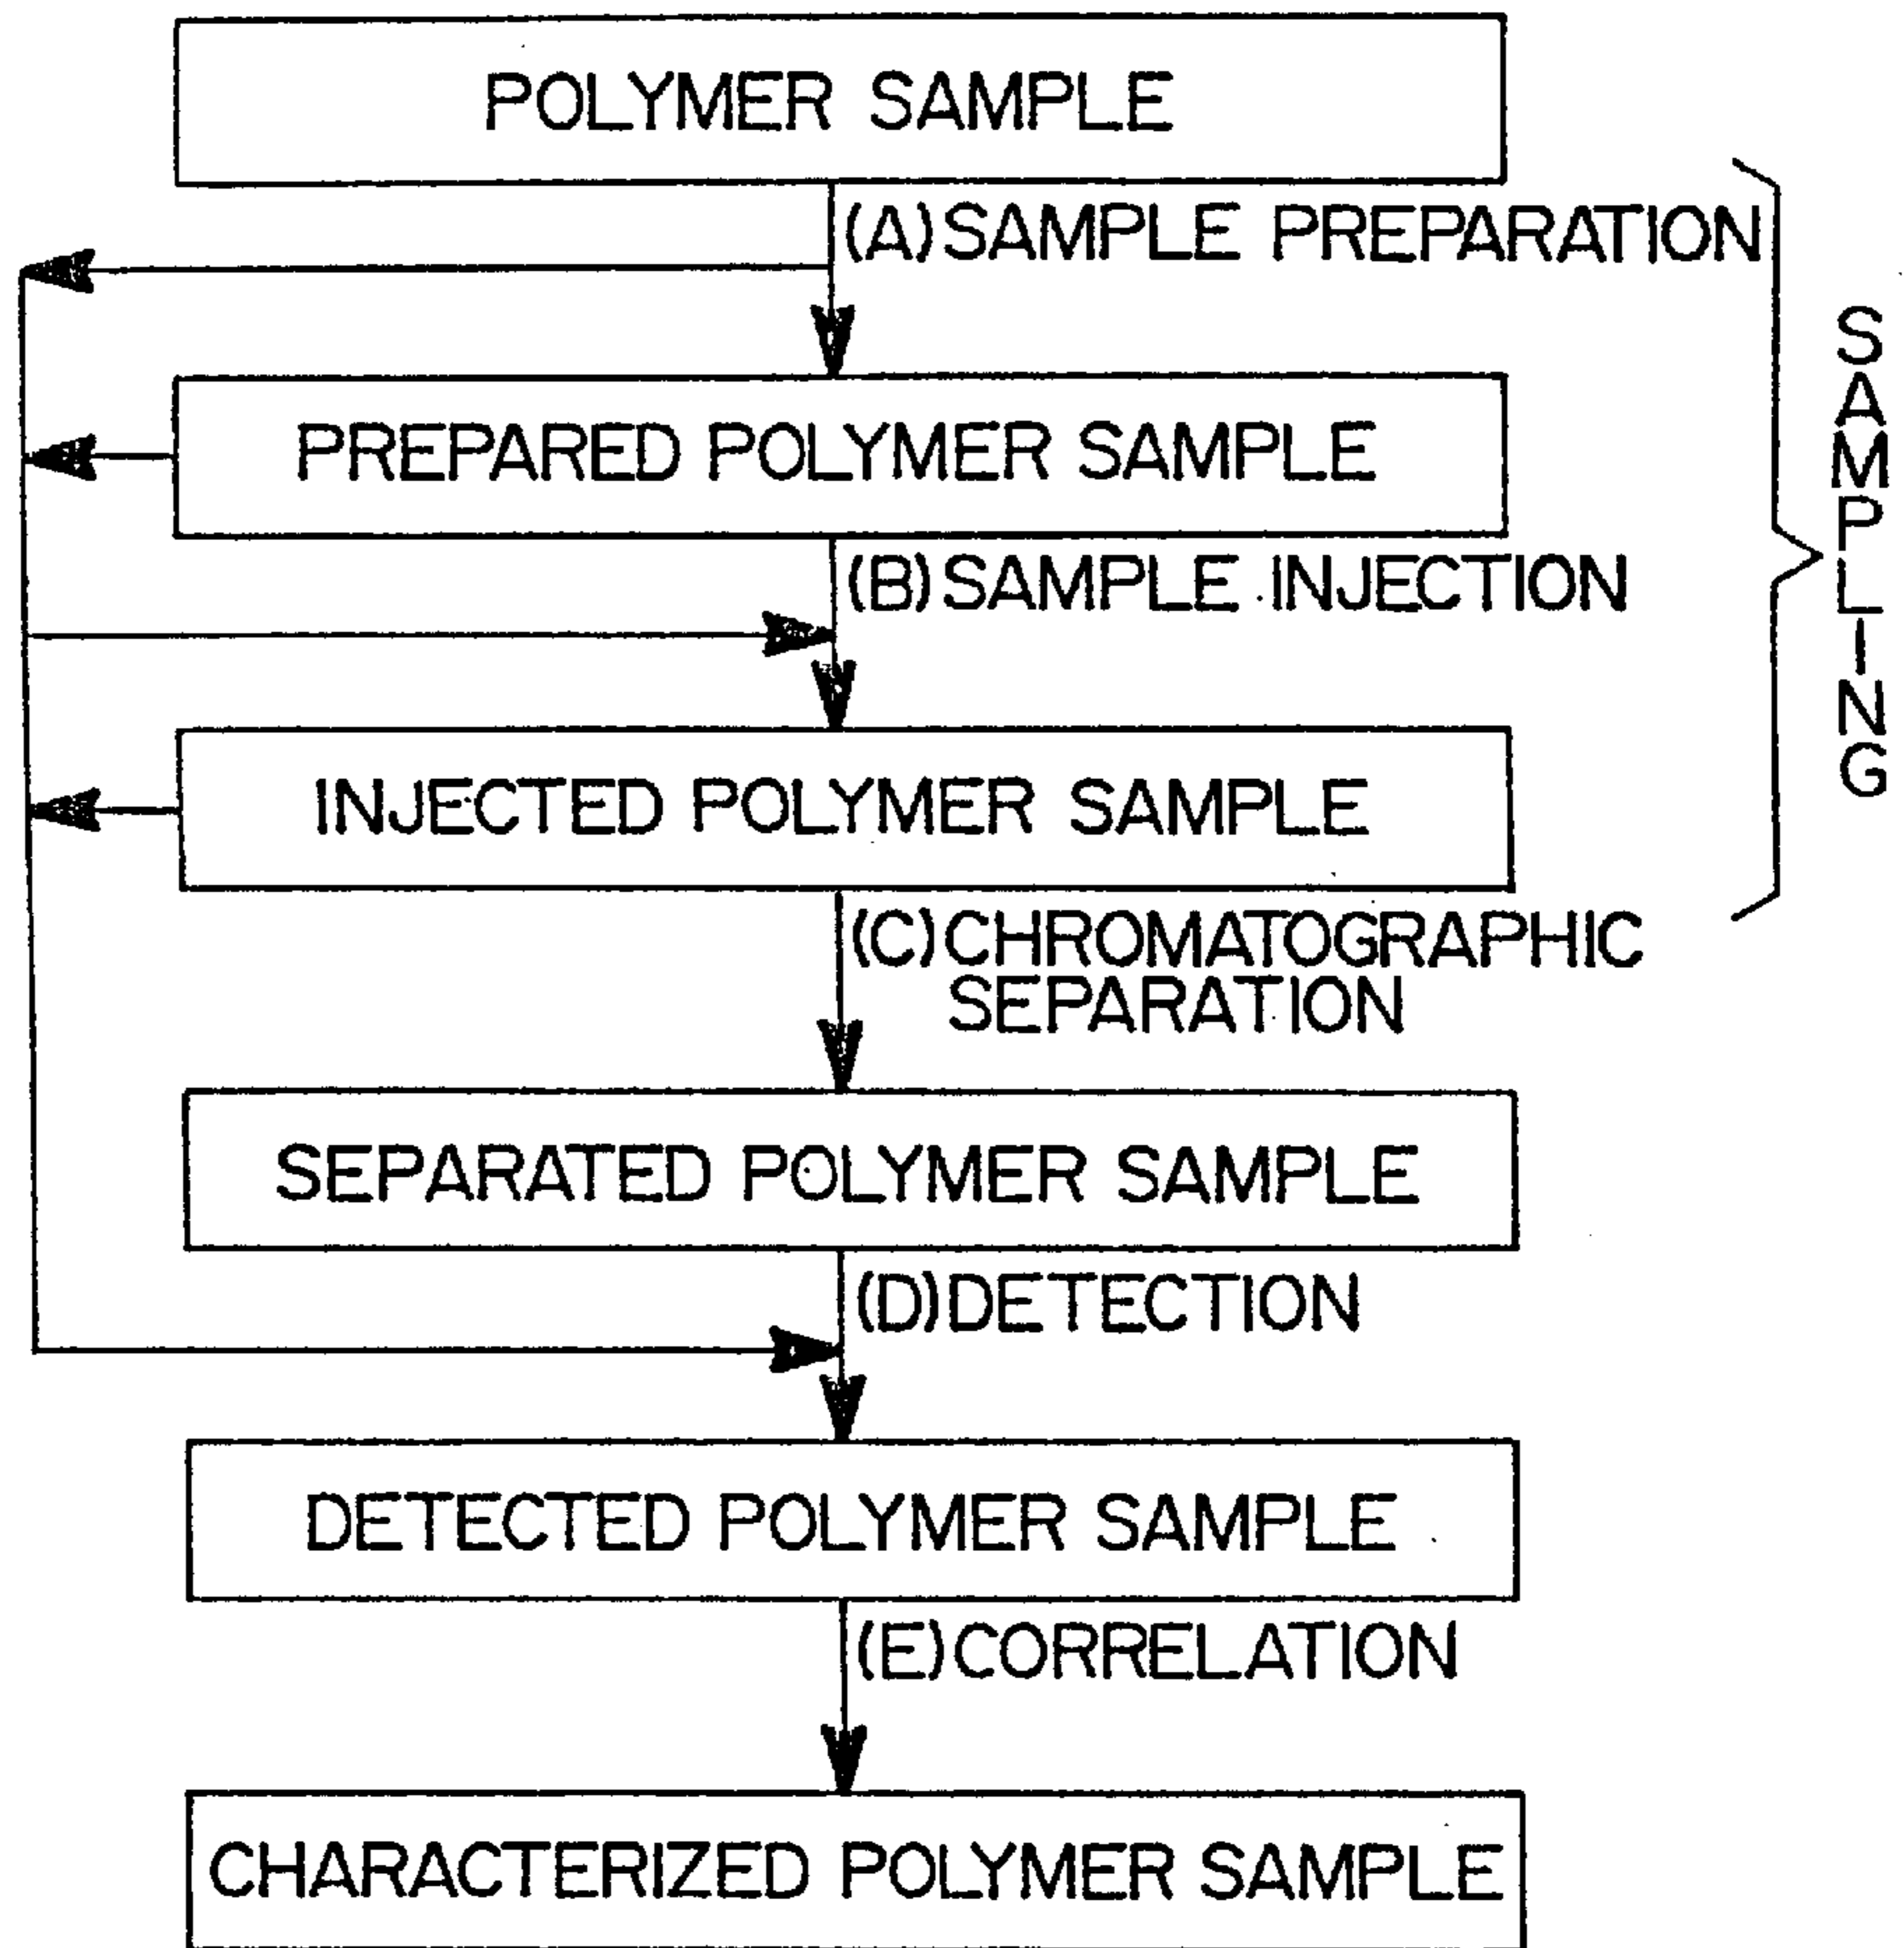 POLYMER SAMPLE
(A) SAMPLE PREPARATION
PREPARED POLYMER SAMPLE
(B) SAMPLE INJECTION
INJECTED POLYMER SAMPLE
(C) CHROMATOGRAPHIC
SEPARATION
SEPARATED POLYMER SAMPLE
(D) DETECTION
DETECTED POLYMER SAMPLE
(E) CORRELATION
CHARACTERIZED POLYMER SAMPLE
SAMPLING